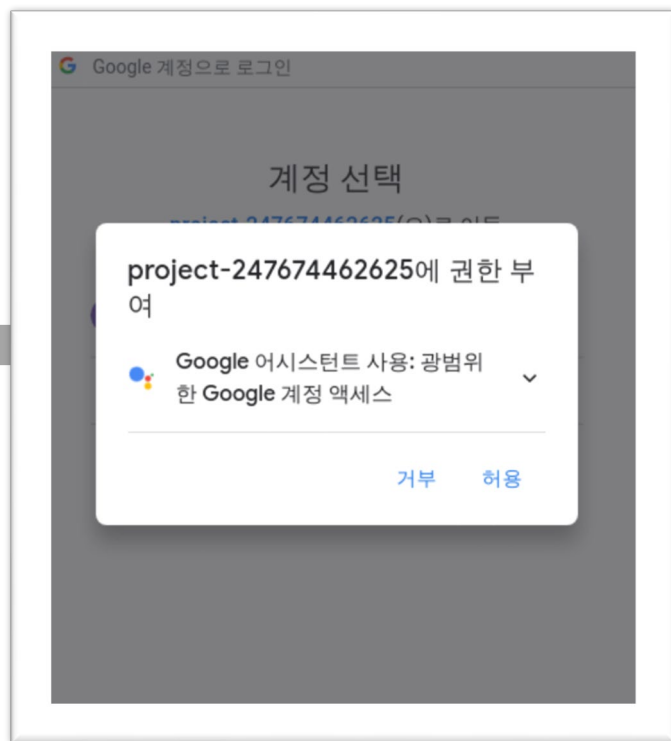 Google 계정으로 로그인
계정 선택
project-247674462625에 권한 부
여
Google 어시스턴트 사용: 광범위
한 Google 계정 액세스
거부 허용